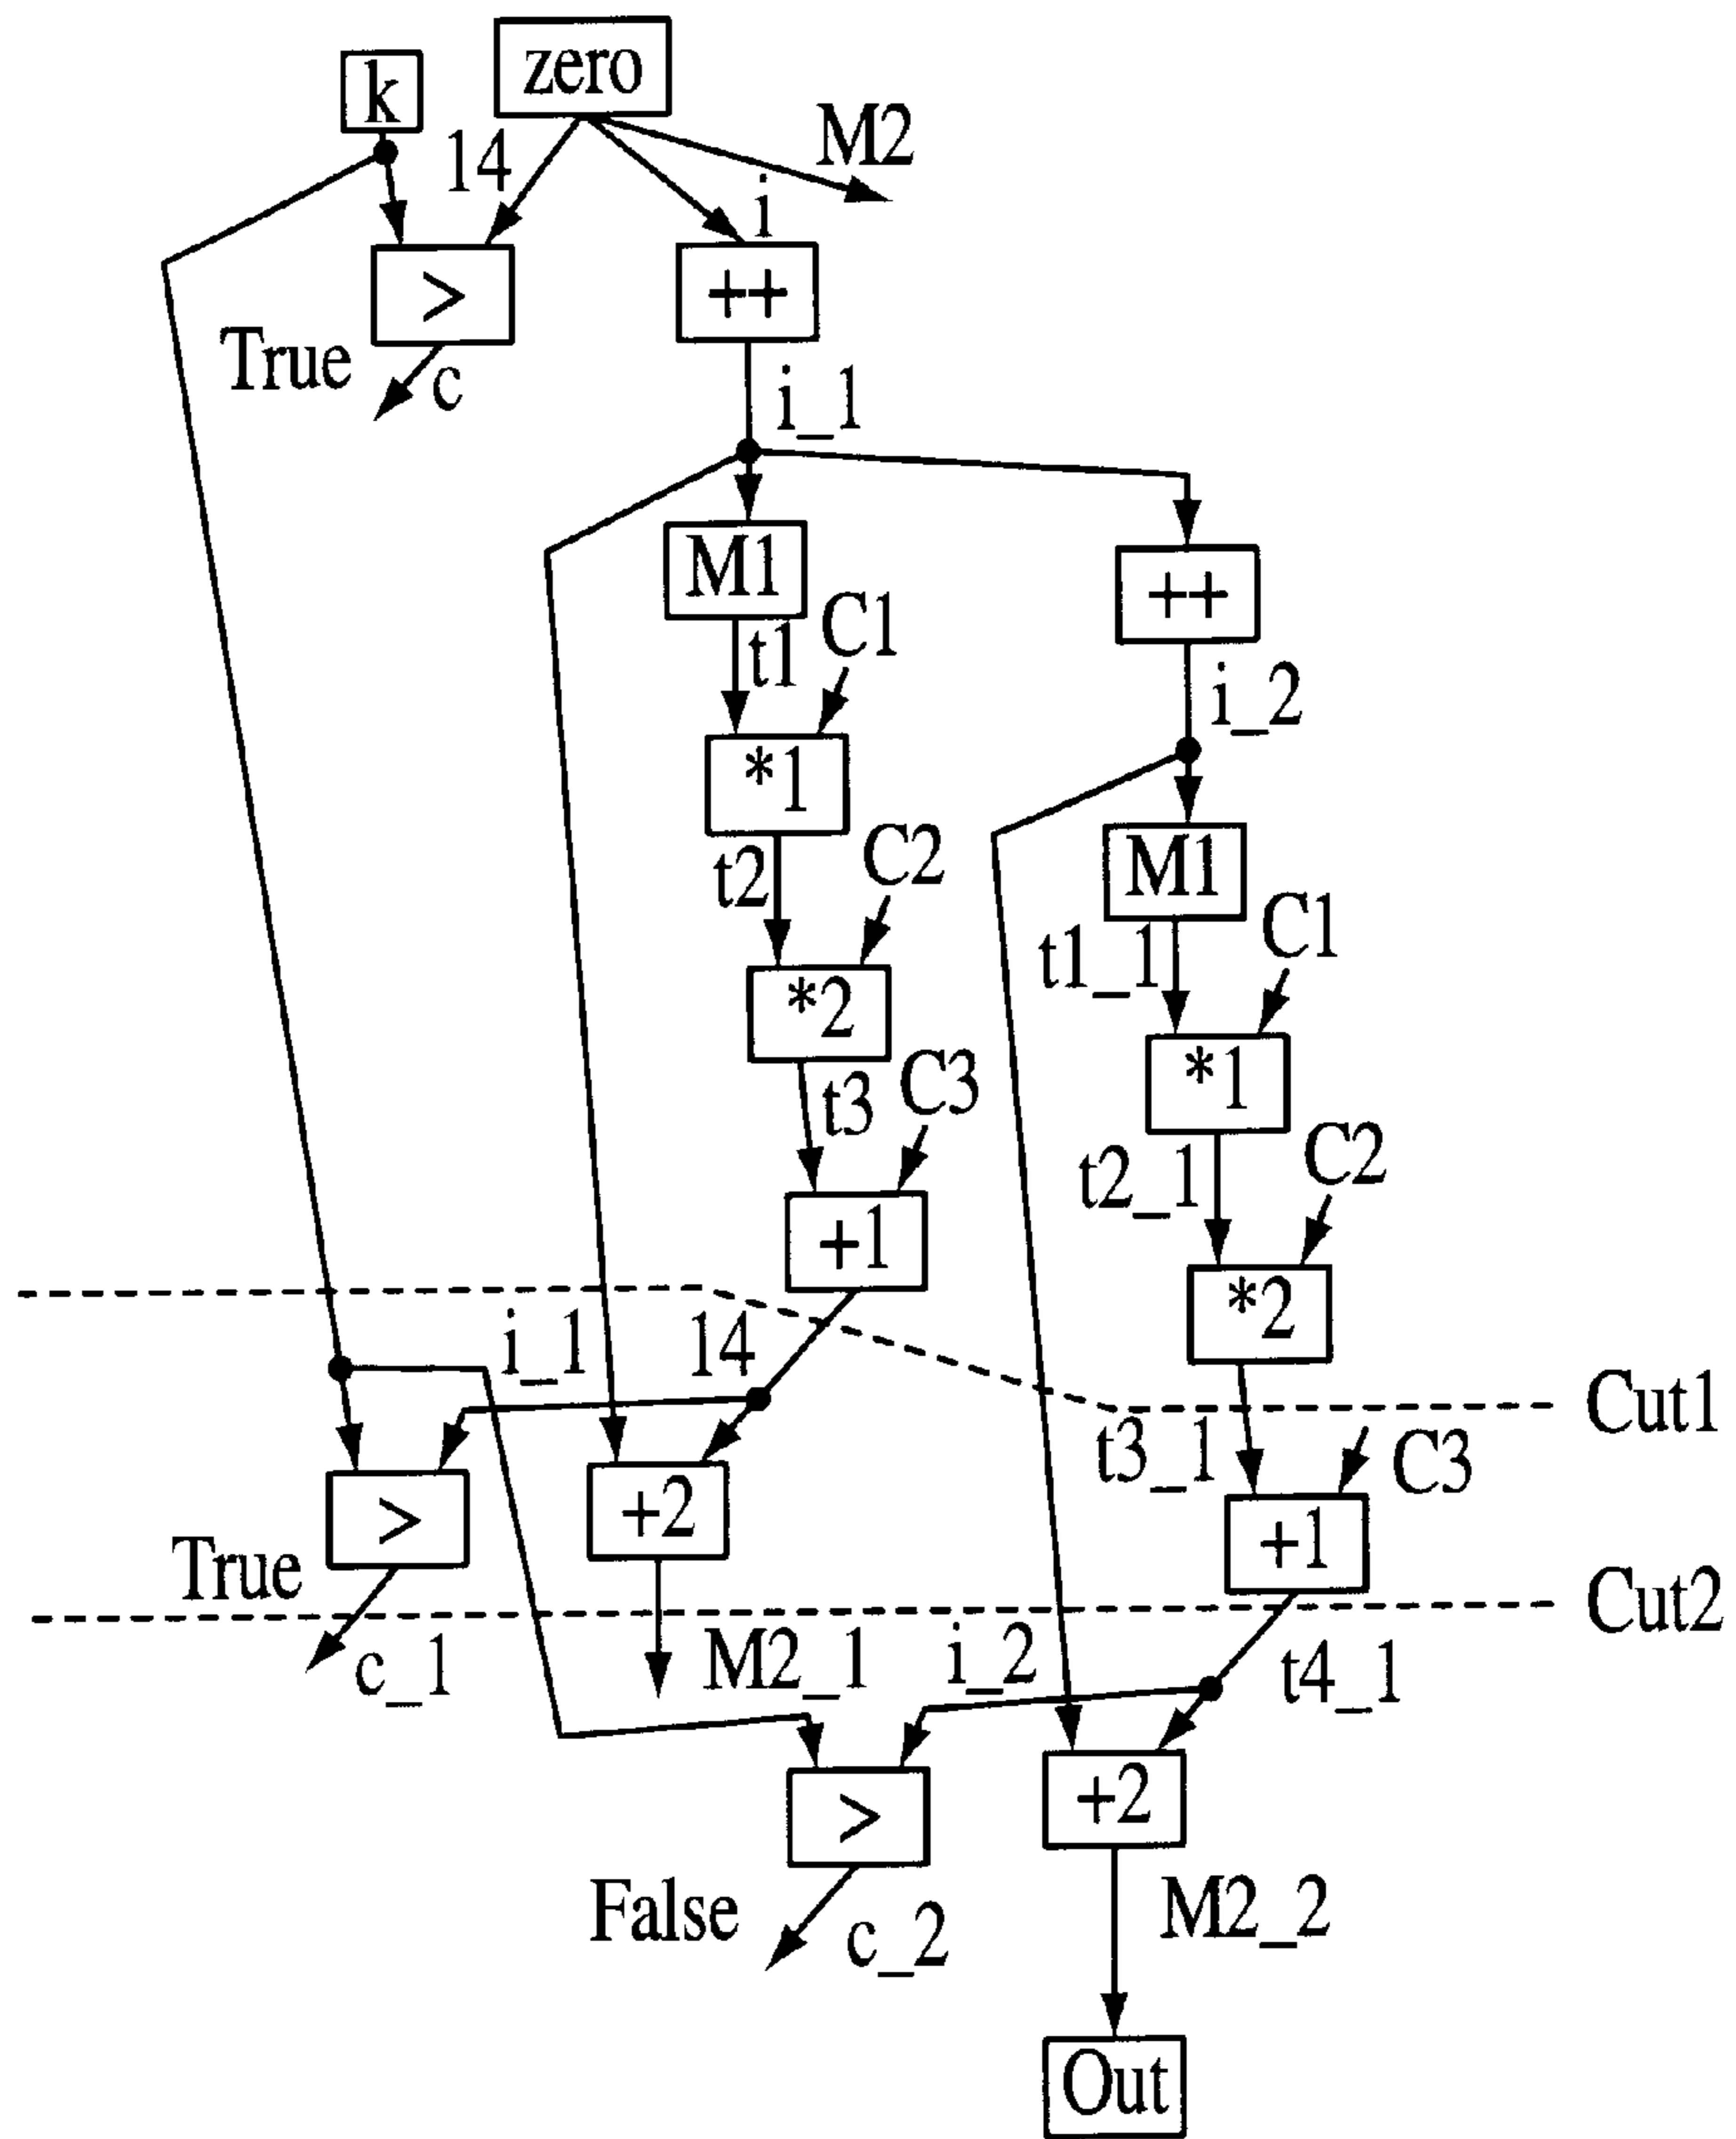 zero
k
M2
14
i
>
++
True
c
i_1
M1
++
C1
t1
i_2
*1
C2
M1
t2
C1
t1_1
*2
*1
C3
t3
C2
t2_1
+1
*2
i_1
14
Cut1
t3_1
C3
>
+2
+1
True
Cut2
c_1
M2_1
i_2
t4_1
>
+2
False
M2_2
c_2
Out